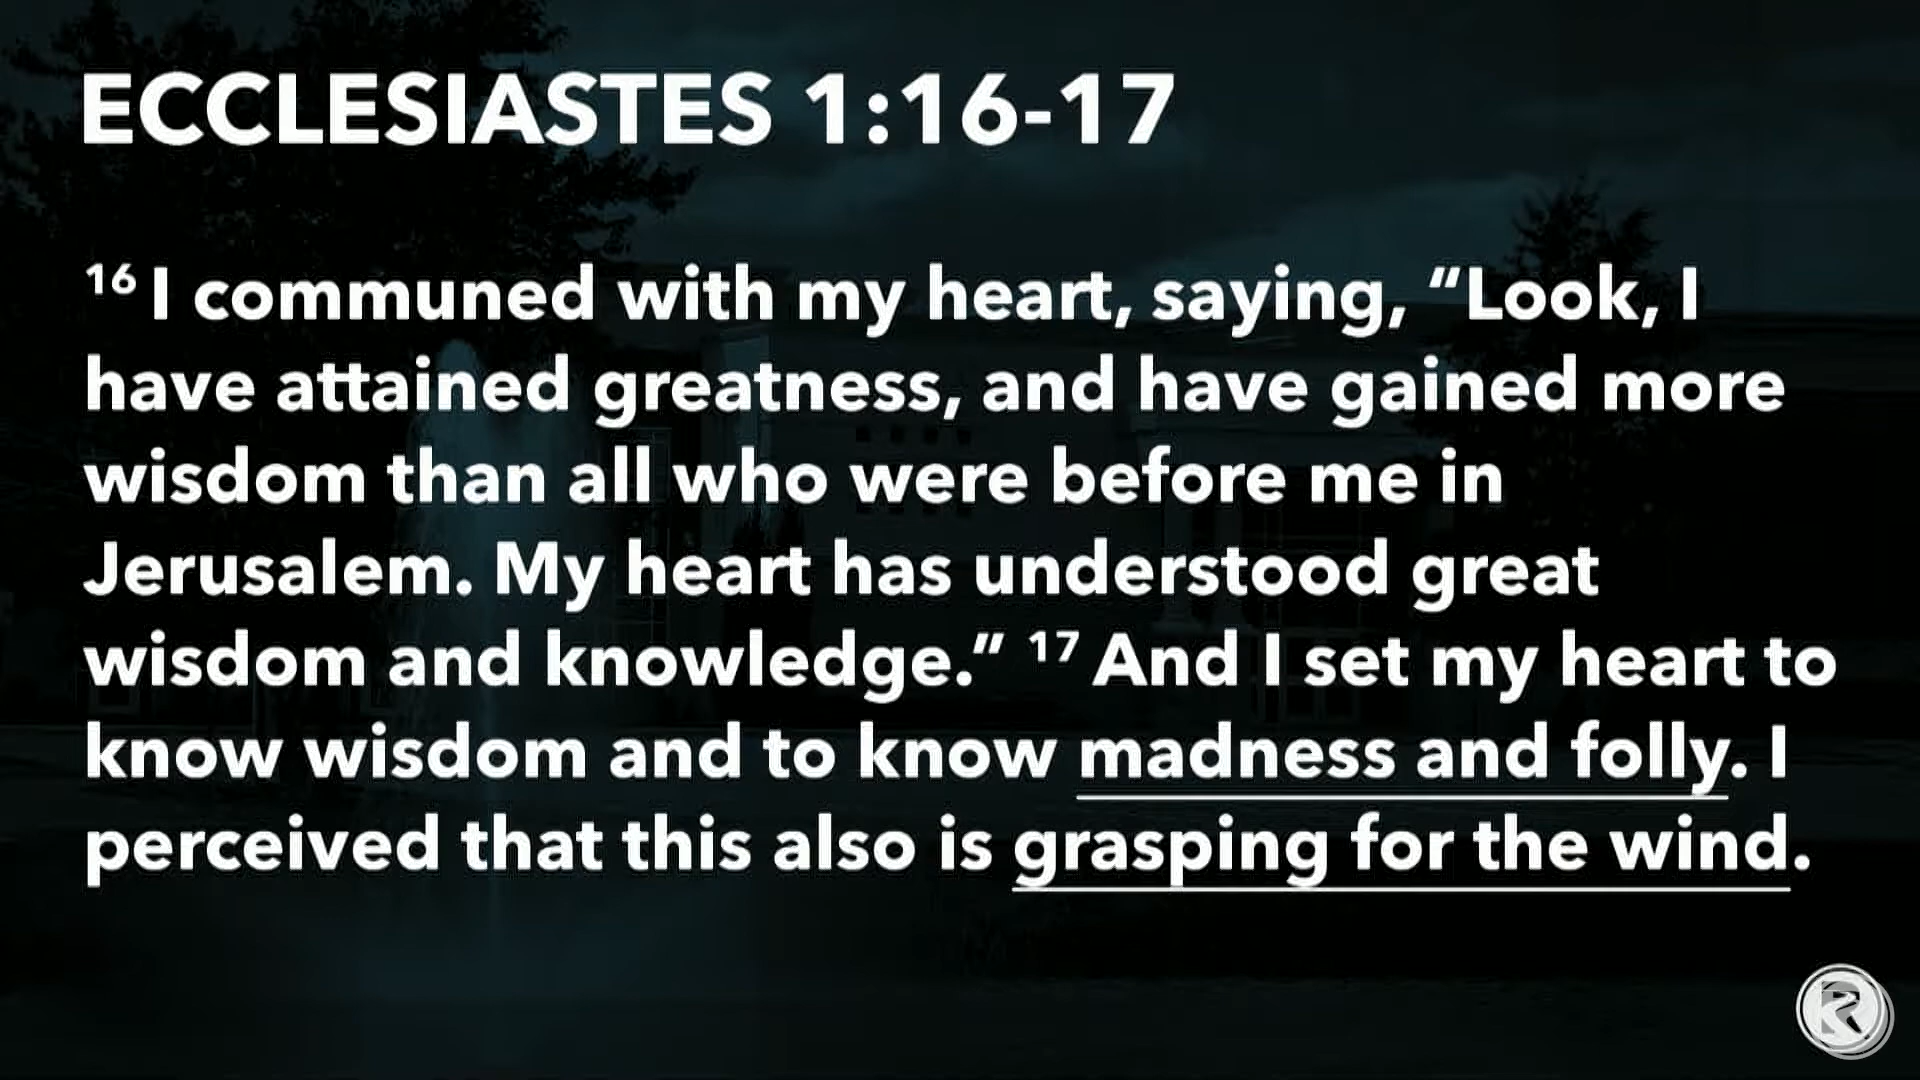 ECCLESIASTES 1:16-17
16 I communed with my heart, saying, “Look, I
have attained greatness, and have gained more
wisdom than all who were before me in
Jerusalem. My heart has understood great
wisdom and knowledge.” 17 And I set my heart to
know wisdom and to know madness and folly. I
perceived that this also is grasping for the wind.
R